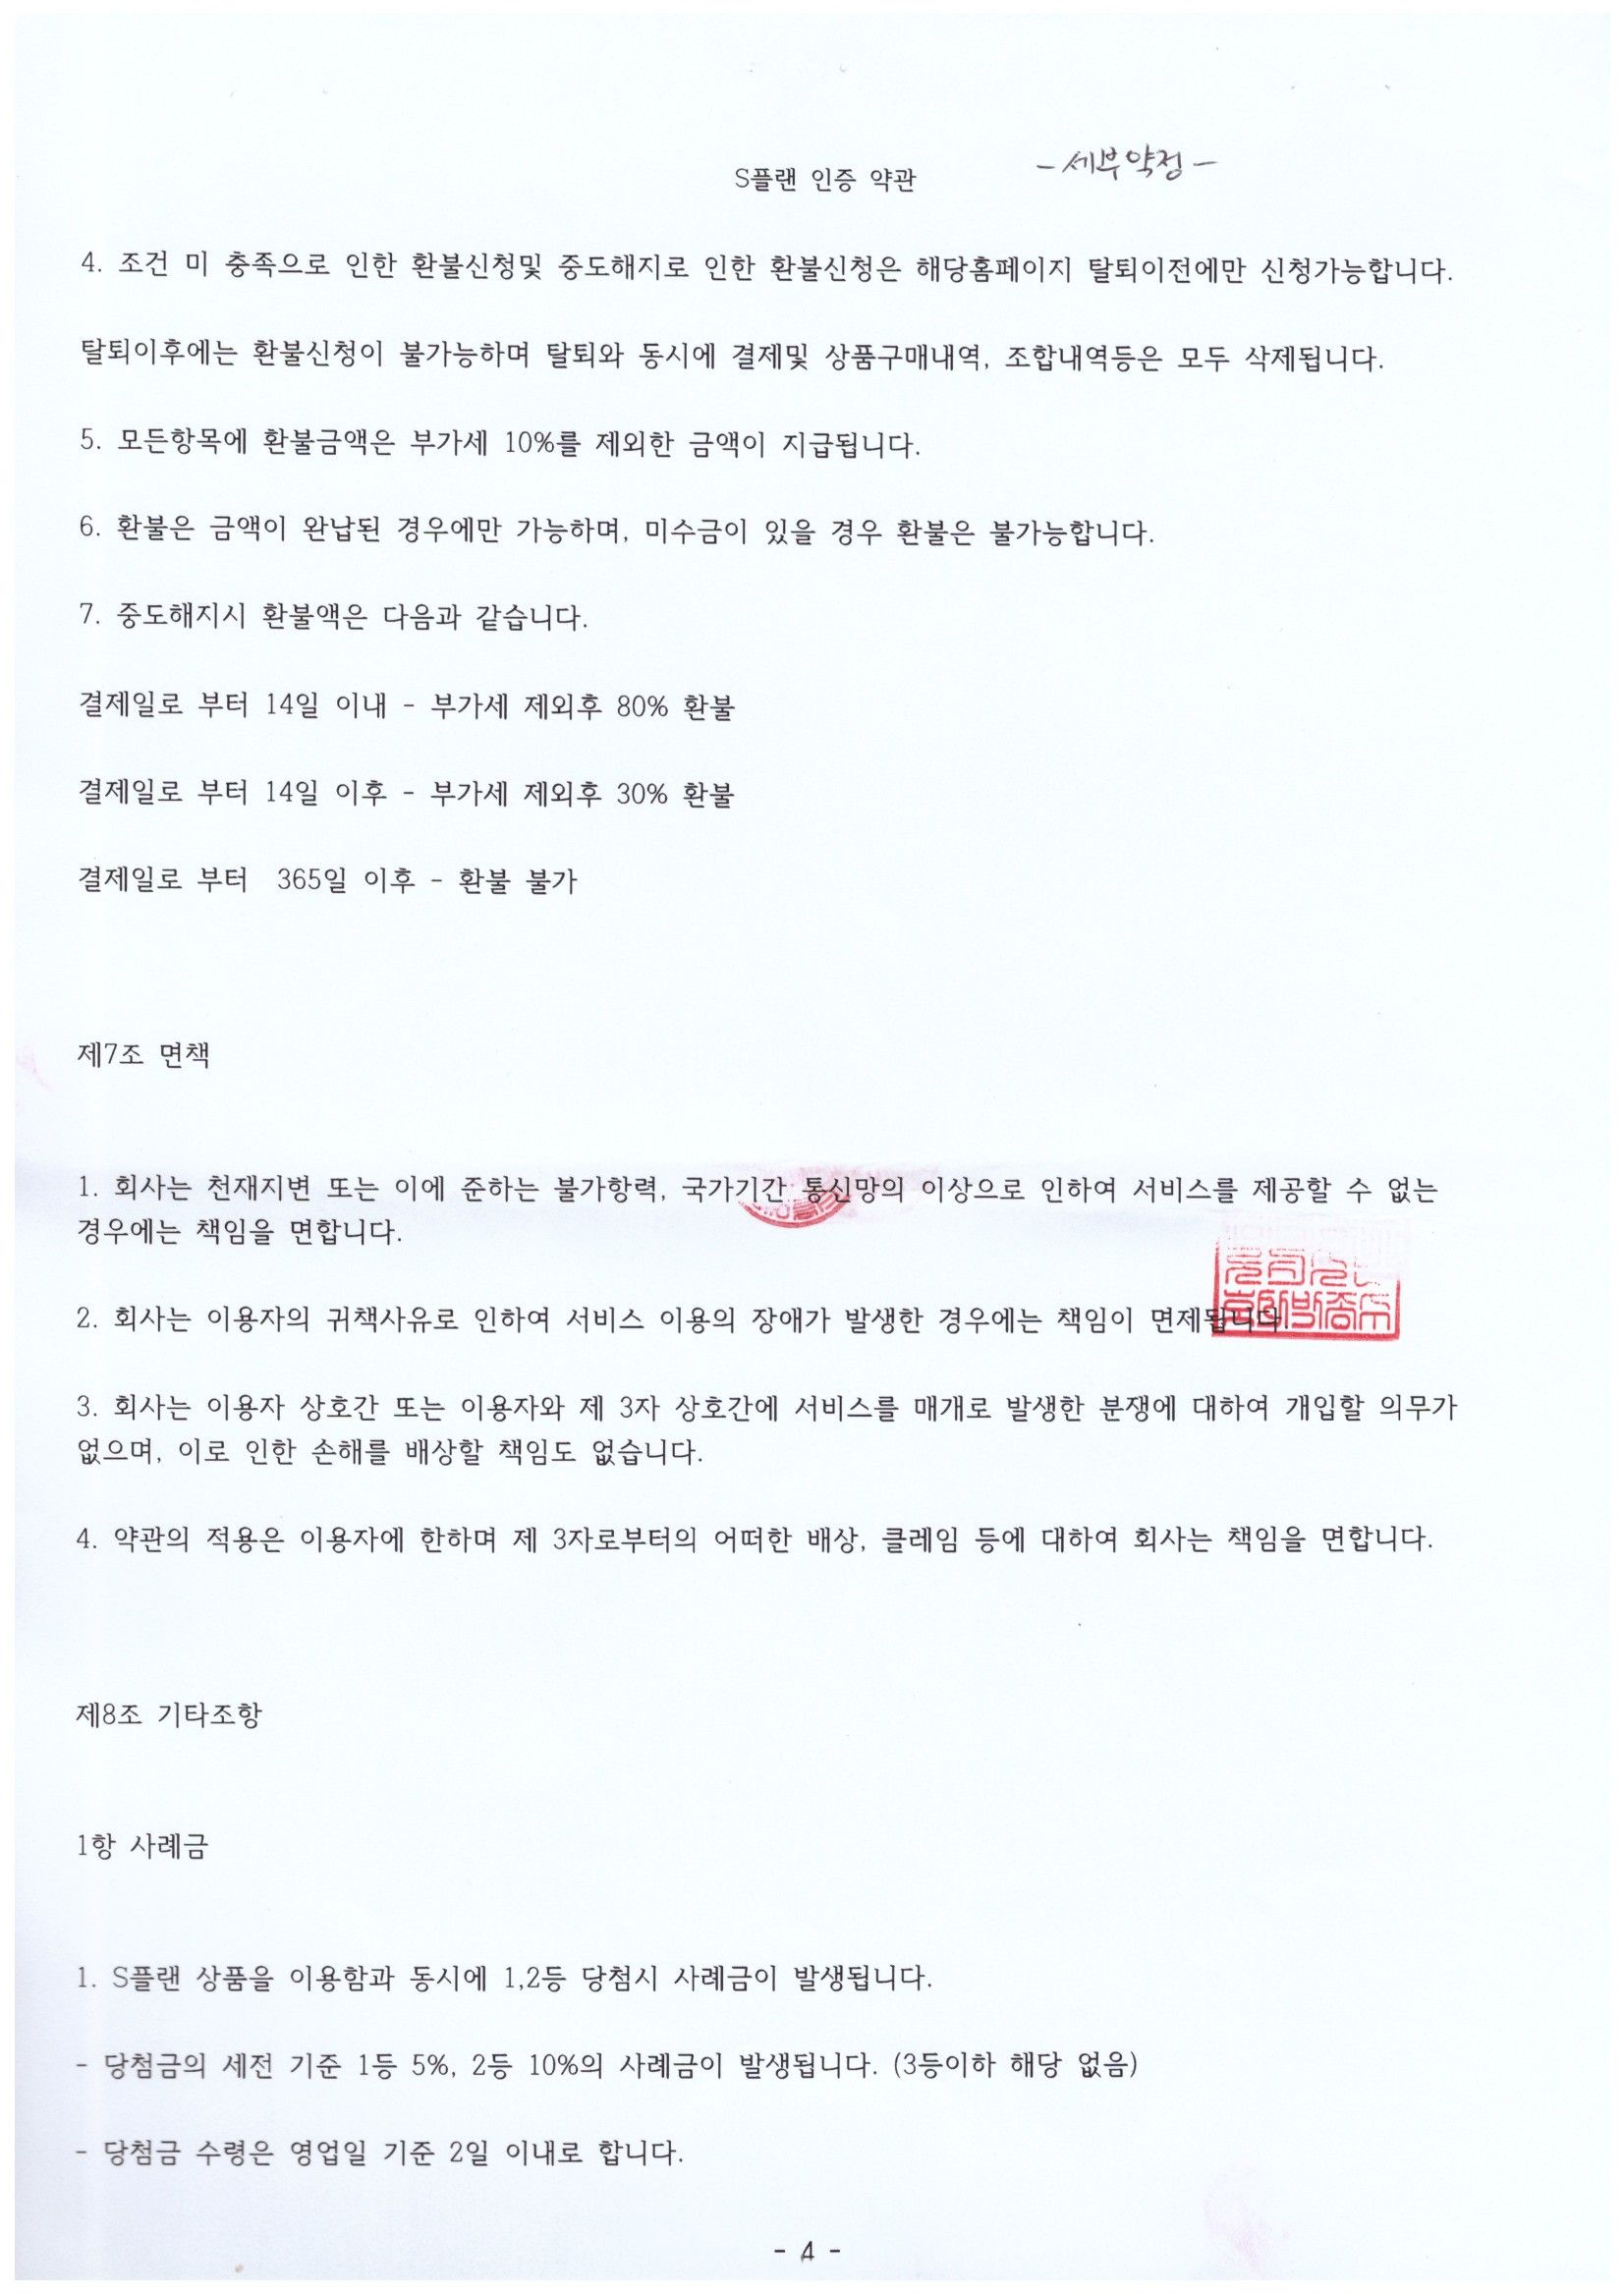 S플랜 인증 약관
- 세부약정 -
4. 조건 미 충족으로 인한 환불신청및 중도해지로 인한 환불신청은 해당홈페이지 탈퇴이전에만 신청가능합니다.
탈퇴이후에는 환불신청이 불가능하며 탈퇴와 동시에 결제및 상품구매내역, 조합내역등은 모두 삭제됩니다.
5. 모든항목에 환불금액은 부가세 10%를 제외한 금액이 지급됩니다.
6. 환불은 금액이 완납된 경우에만 가능하며, 미수금이 있을 경우 환불은 불가능합니다.
7. 중도해지시 환불액은 다음과 같습니다.
결제일로 부터 14일 이내 - 부가세 제외후 80% 환불
결제일로 부터 14일 이후 - 부가세 제외후 30% 환불
결제일로 부터 365일 이후 - 환불 불가
제7조 면책
1. 회사는 천재지변 또는 이에 준하는 불가항력, 국가기간 통신망의 이상으로 인하여 서비스를 제공할 수 없는
경우에는 책임을 면합니다.
2. 회사는 이용자의 귀책사유로 인하여 서비스 이용의 장애가 발생한 경우에는 책임이 면제됩니다.
3. 회사는 이용자 상호간 또는 이용자와 제 3자 상호간에 서비스를 매개로 발생한 분쟁에 대하여 개입할 의무가
없으며, 이로 인한 손해를 배상할 책임도 없습니다.
4. 약관의 적용은 이용자에 한하며 제 3자로부터의 어떠한 배상, 클레임 등에 대하여 회사는 책임을 면합니다.
제8조 기타조항
1항 사례금
1. S플랜 상품을 이용함과 동시에 1,2등 당첨시 사례금이 발생됩니다.
- 당첨금의 세전 기준 1등 5%, 2등 10%의 사례금이 발생됩니다. (3등이하 해당 없음)
- 당첨금 수령은 영업일 기준 2일 이내로 합니다.
- 4 -